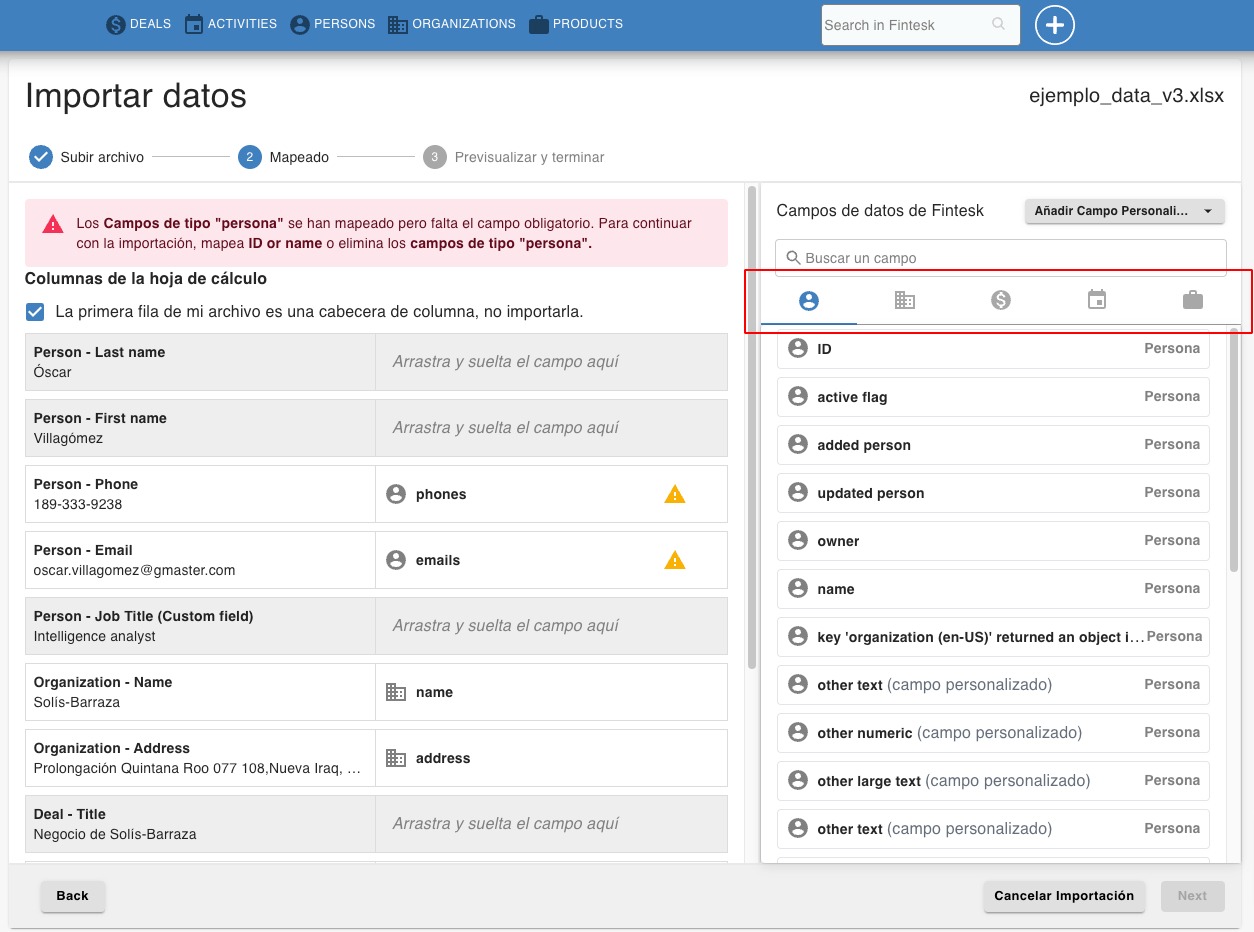 DEALS ACTIVITIES PERSONS ORGANIZATIONS PRODUCTS Search in Fintesk
Importar datos
ejemplo_data_v3.xlsx
Subir archivo 2 Mapeado 3 Previsualizar y terminar
Los Campos de tipo "persona" se han mapeado pero falta el campo obligatorio. Para continuar
con la importación, mapea ID or name o elimina los campos de tipo "persona".
Columnas de la hoja de cálculo
La primera fila de mi archivo es una cabecera de columna, no importarla.
Person - Last name
Óscar
Arrastra y suelta el campo aquí
Person - First name
Villagómez
Arrastra y suelta el campo aquí
Person - Phone
189-333-9238
phones
Person - Email
oscar.villagomez@gmaster.com
emails
Person - Job Title (Custom field)
Intelligence analyst
Arrastra y suelta el campo aquí
Organization - Name
Solís-Barraza
name
Organization - Address
Prolongación Quintana Roo 077 108,Nueva Iraq, …
address
Deal - Title
Negocio de Solís-Barraza
Arrastra y suelta el campo aquí
Campos de datos de Fintesk
Añadir Campo Personali...
Buscar un campo
ID Persona
active flag Persona
added person Persona
updated person Persona
owner Persona
name Persona
key 'organization (en-US)' returned an object i… Persona
other text (campo personalizado) Persona
other numeric (campo personalizado) Persona
other large text (campo personalizado) Persona
other text (campo personalizado) Persona
Back
Cancelar Importación
Next